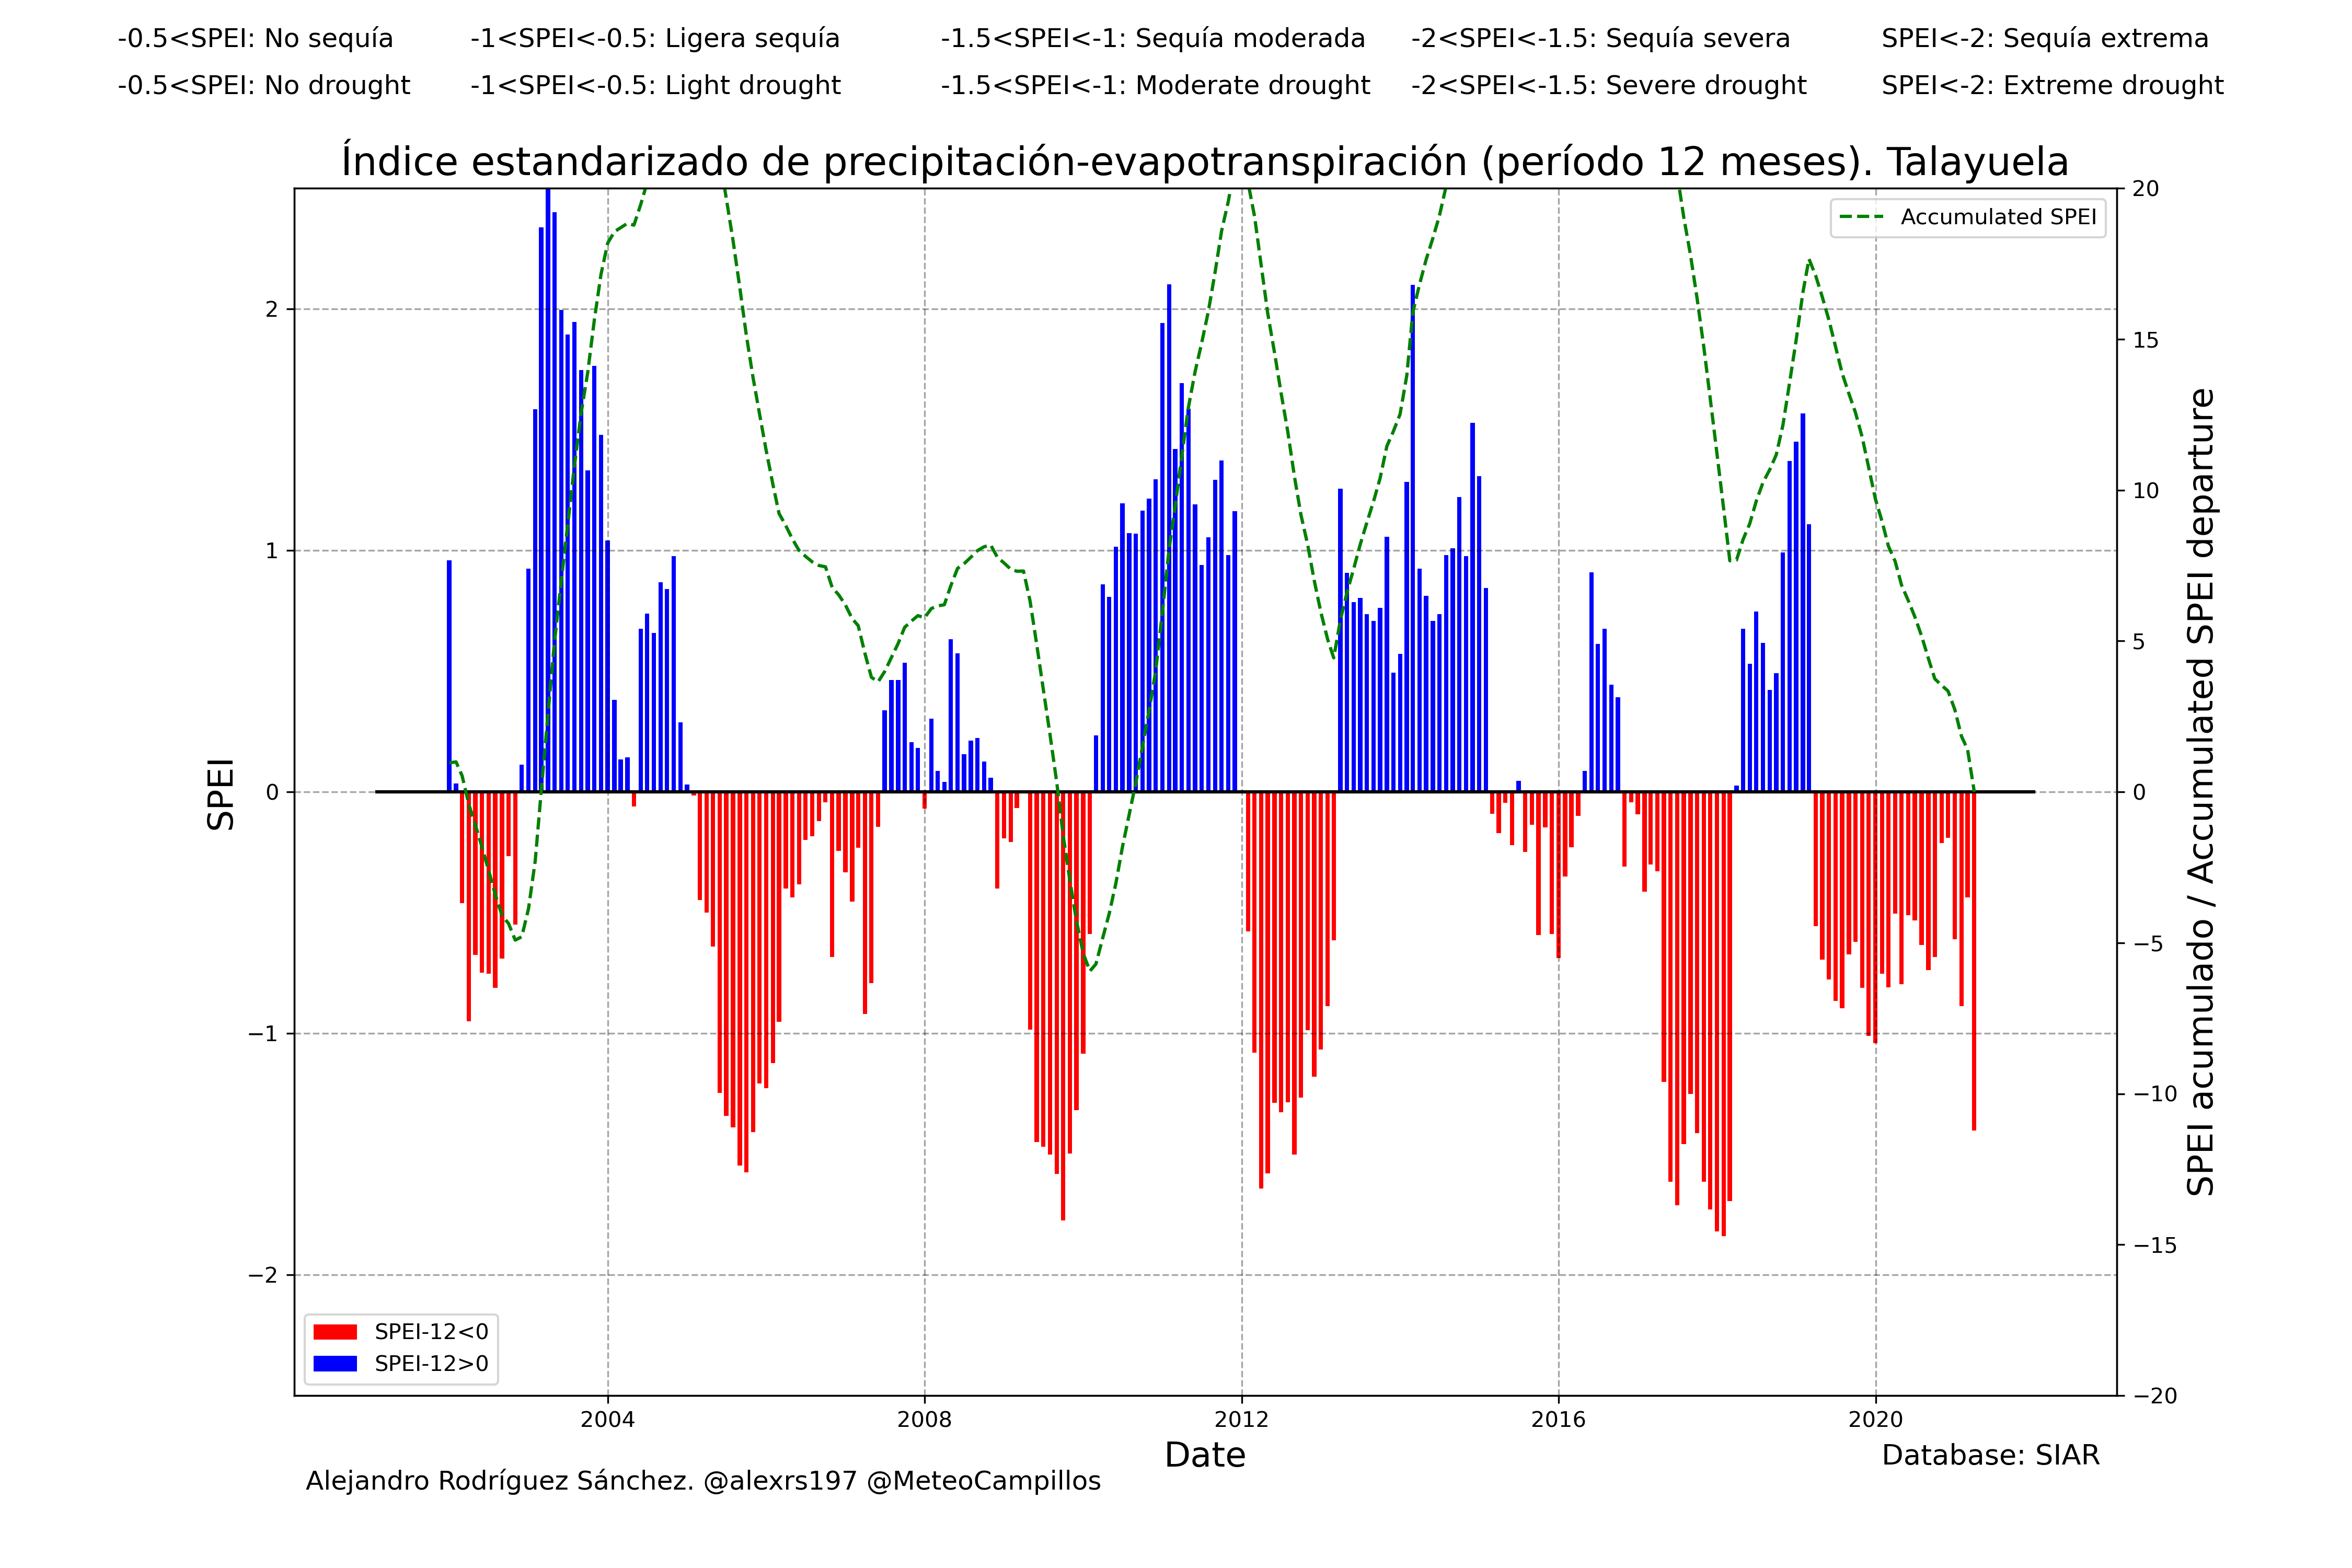 -0.5<SPEI: No sequía -1<SPEI<-0.5: Ligera sequía -1.5<SPEI<-1: Sequía moderada -2<SPEI<-1.5: Sequía severa SPEI<-2: Sequía extrema
-0.5<SPEI: No drought -1<SPEI<-0.5: Light drought -1.5<SPEI<-1: Moderate drought -2<SPEI<-1.5: Severe drought SPEI<-2: Extreme drought
Índice estandarizado de precipitación-evapotranspiración (período 12 meses). Talayuela
Accumulated SPEI
2
1
0
−1
−2
SPEI
20
15
10
5
0
−5
−10
−15
−20
SPEI acumulado / Accumulated SPEI departure
SPEI-12<0
SPEI-12>0
2004 2008 2012 2016 2020
Date
Database: SIAR
Alejandro Rodríguez Sánchez. @alexrs197 @MeteoCampillos